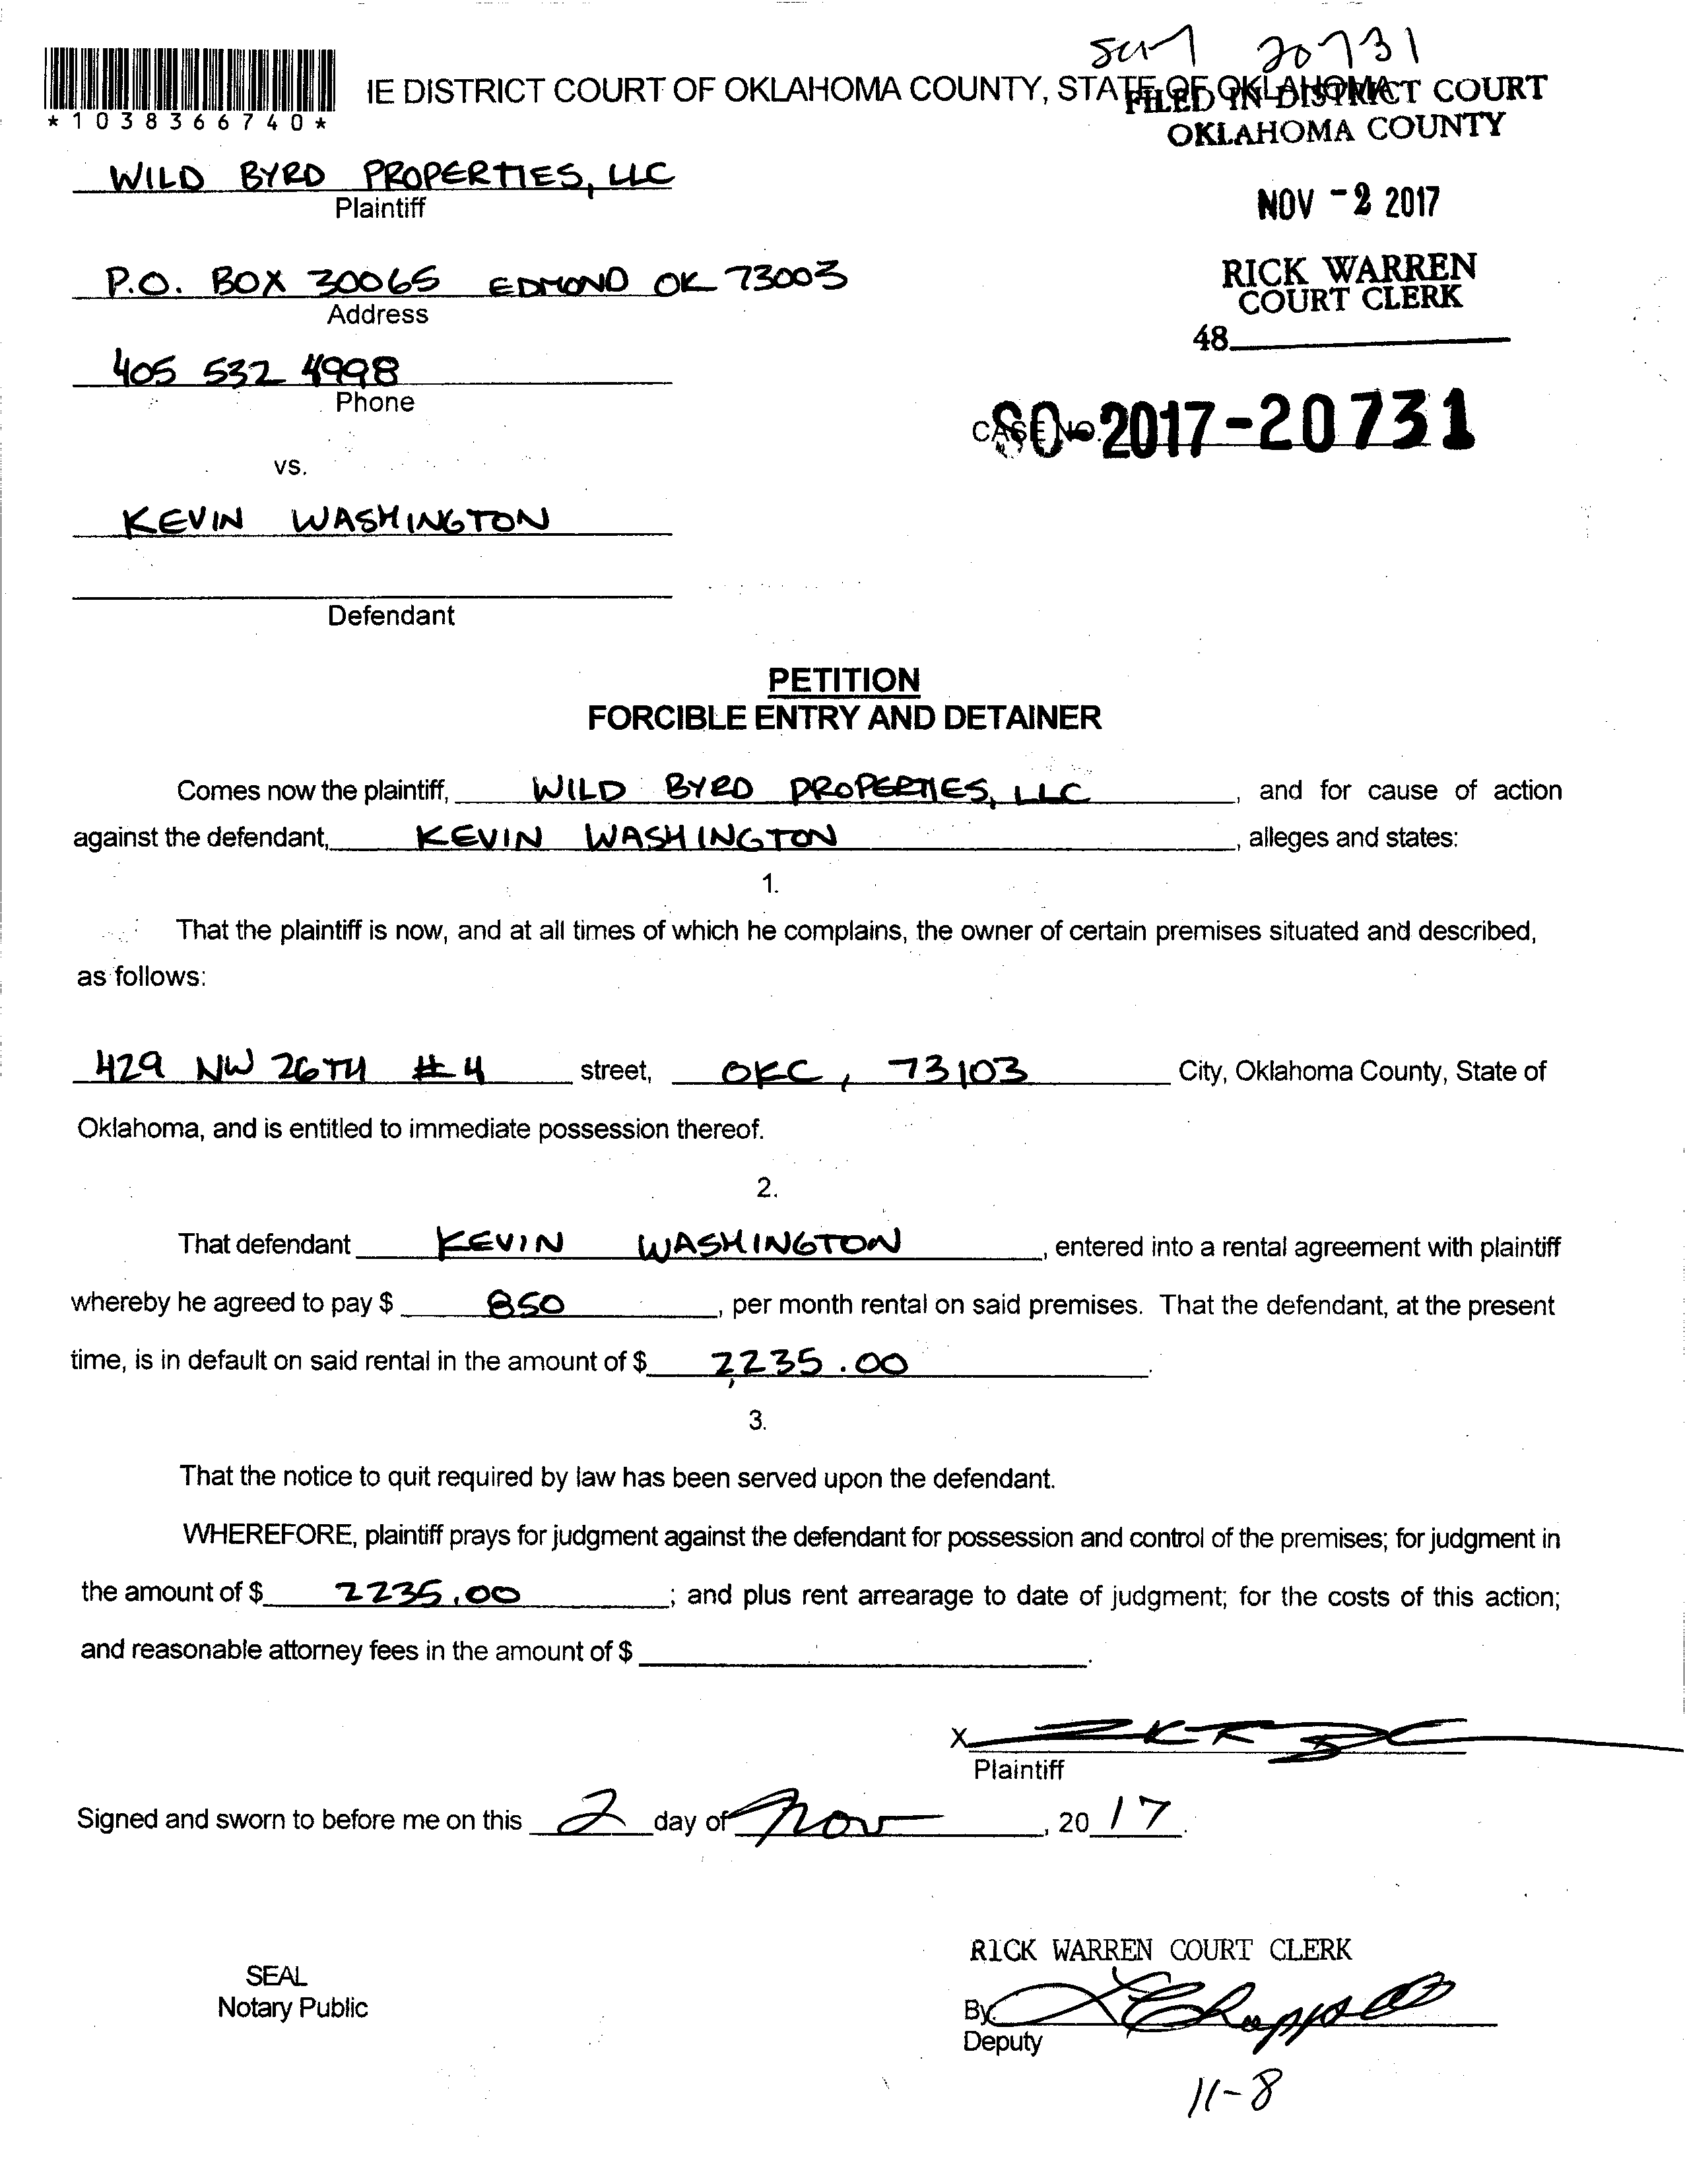 SC17 20731
*1038366740*
IE DISTRICT COURT OF OKLAHOMA COUNTY, STATE OF OKLAHOMA
FILED IN DISTRICT COURT
OKLAHOMA COUNTY
WILD BYRD PROPERTIES, LLC
Plaintiff
NOV -2 2017
P.O. BOX 30065 EDMOND OK 73003
Address
RICK WARREN
COURT CLERK
48
405 532 4998
Phone
CASE NO. SC-2017-20731
vs.
KEVIN WASHINGTON
Defendant
PETITION
FORCIBLE ENTRY AND DETAINER
Comes now the plaintiff, WILD BYRD PROPERTIES, LLC, and for cause of action
against the defendant, KEVIN WASHINGTON, alleges and states:
1.
That the plaintiff is now, and at all times of which he complains, the owner of certain premises situated and described,
as follows:
429 NW 26TH #4 street, OKC, 73103 City, Oklahoma County, State of
Oklahoma, and is entitled to immediate possession thereof.
2.
That defendant KEVIN WASHINGTON, entered into a rental agreement with plaintiff
whereby he agreed to pay $ 850, per month rental on said premises. That the defendant, at the present
time, is in default on said rental in the amount of $ 2,235.00.
3.
That the notice to quit required by law has been served upon the defendant.
WHEREFORE, plaintiff prays for judgment against the defendant for possession and control of the premises; for judgment in
the amount of $ 2235.00; and plus rent arrearage to date of judgment; for the costs of this action;
and reasonable attorney fees in the amount of $ .
X
Plaintiff
Signed and sworn to before me on this 2 day of Nov, 2017.
RICK WARREN COURT CLERK
SEAL
Notary Public
By
Deputy
11-8